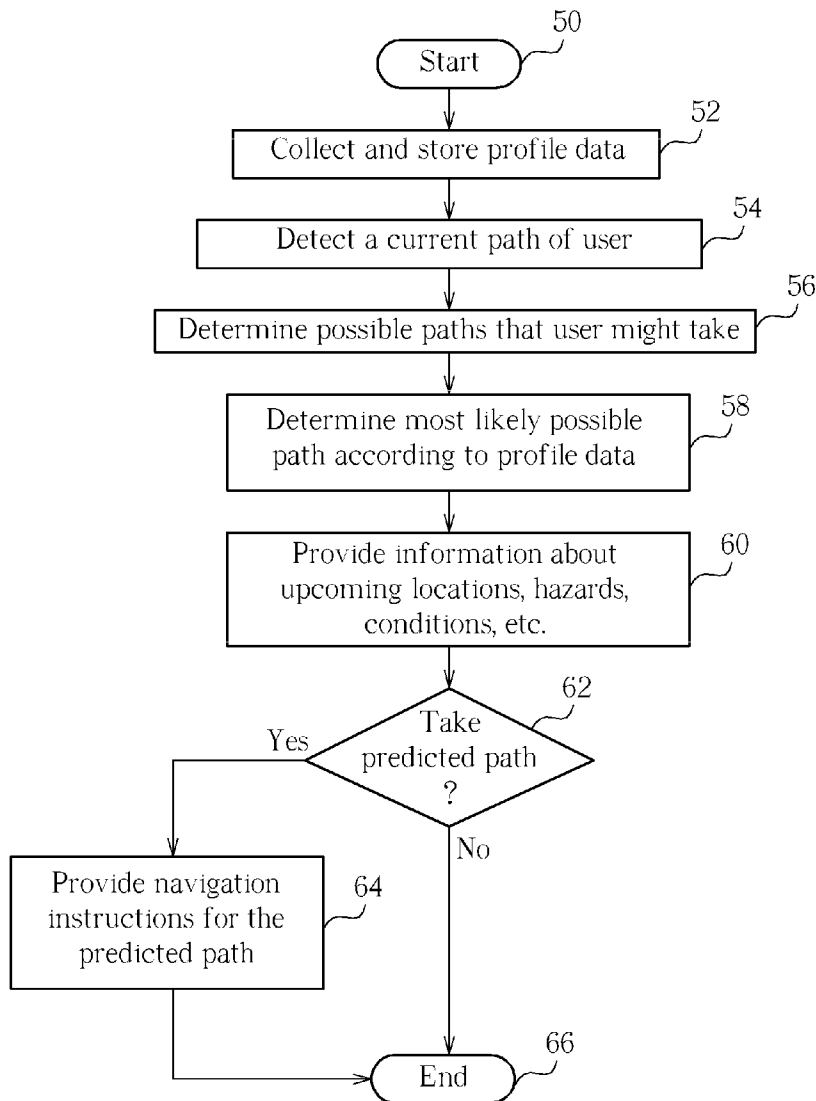 50
Start
52
Collect and store profile data
54
Detect a current path of user
56
Determine possible paths that user might take
58
Determine most likely possible
path according to profile data
60
Provide information about
upcoming locations, hazards,
conditions, etc.
62
Take
predicted path
?
Yes
No
64
Provide navigation
instructions for the
predicted path
66
End